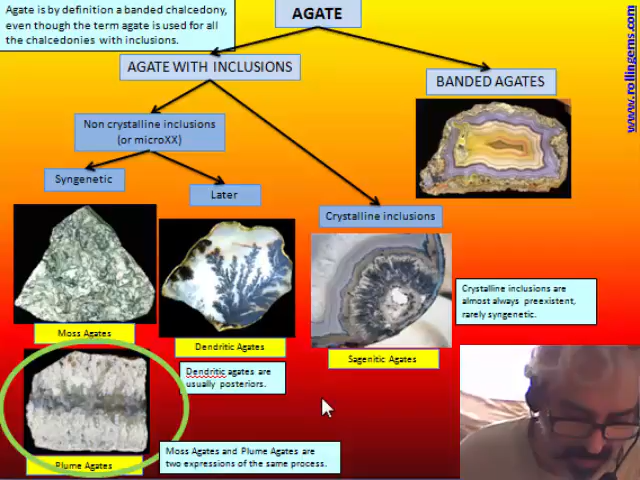 Agate is by definition a banded chalcedony,
even though the term agate is used for all
the chalcedonies with inclusions.
AGATE
www.rollingems.com
AGATE WITH INCLUSIONS
BANDED AGATES
Non crystalline inclusions
(or microXX)
Syngenetic
Later
Crystalline inclusions
Crystalline inclusions are
almost always preexistent,
rarely syngenetic.
Moss Agates
Dendritic Agates
Sagenitic Agates
Dendritic agates are
usually posteriors.
Plume Agates
Moss Agates and Plume Agates are
two expressions of the same process.